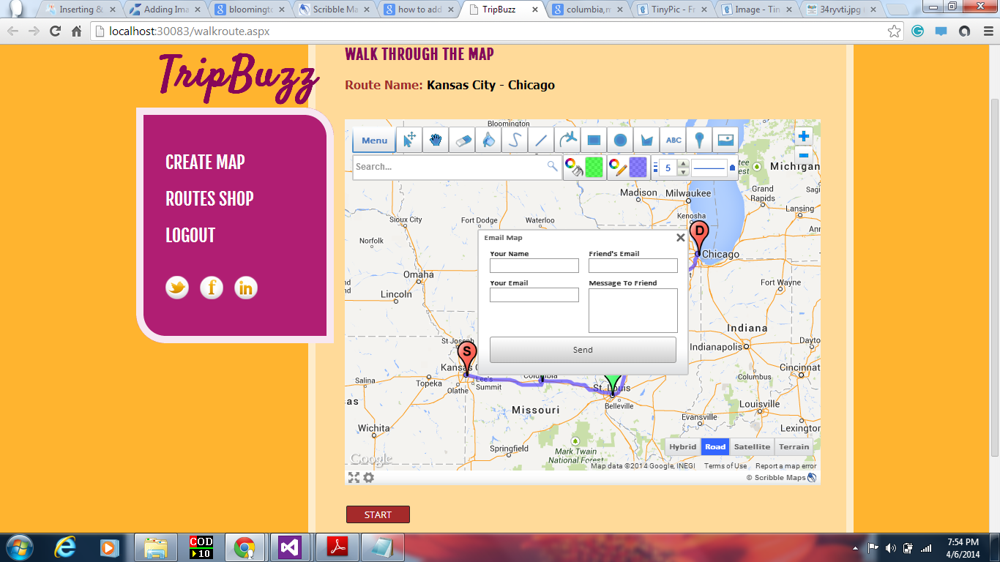 Inserting &
Adding Ima
bloomingto
Scribble Ma
how to add
TripBuzz
columbia,m
TinyPic - Fr
Image - Tin
34ryvti.jpg
localhost:30083/walkroute.aspx
TripBuzz
CREATE MAP
ROUTES SHOP
LOGOUT
WALK THROUGH THE MAP
Route Name: Kansas City - Chicago
Bloomington
Menu
ABC
Search...
5
Michigan
Madison
Milwaukee
Grand Rapids
Lansing
Sioux City
Fort Dodge
Waterloo
Kenosha
Norfolk
D
Chicago
Omaha
Fort Wayne
Lincoln
Email Map
Your Name
Friend's Email
Your Email
Message To Friend
Send
Indiana
Indianapolis
Dayto
St Joseph
S
Kansas C
Cincinnat
Columbia
Columbus
Salina
Topeka
Lee's Summit
Olathe
St. Louis
Belleville
Missouri
Louisville
Evansville
Lexington
sas
Wichita
Springfield
Mark Twain National Forest
Hybrid
Road
Satellite
Terrain
Google
Map data ©2014 Google, INEGI
Terms of Use
Report a map error
© Scribble Maps
START
COD
10
7:54 PM
4/6/2014